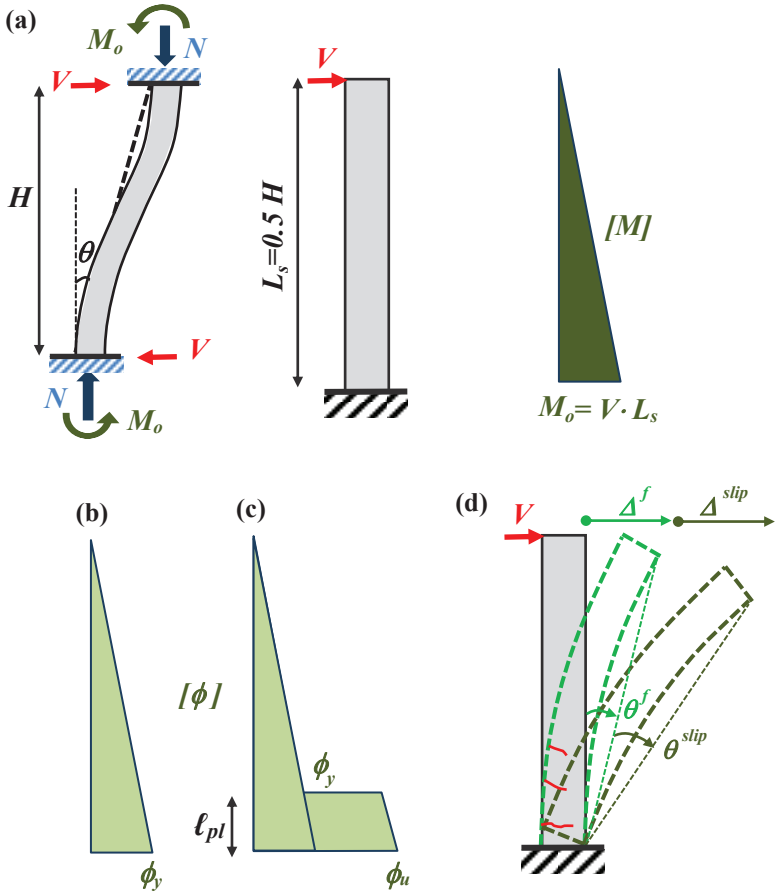 (a)
Mₒ
N
V
H
θ
V
N
Mₒ
V
Lₛ=0.5 H
[M]
Mₒ= V· Lₛ
(b)
(c)
[ϕ]
ϕy
ℓpl
ϕy
ϕu
(d)
V
Δᶠ
Δˢˡⁱᵖ
θᶠ
θˢˡⁱᵖ